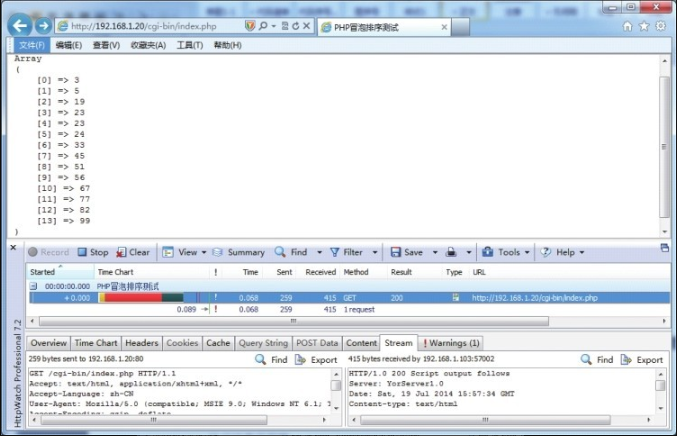 http://192.168.1.20/cgi-bin/index.php
PHP冒泡排序测试
文件(F) 编辑(E) 查看(V) 收藏夹(A) 工具(T) 帮助(H)
Array
(
[0] => 3
[1] => 5
[2] => 19
[3] => 23
[4] => 23
[5] => 24
[6] => 33
[7] => 45
[8] => 51
[9] => 56
[10] => 67
[11] => 77
[12] => 82
[13] => 99
)
Record Stop Clear View Summary Find Filter Save Tools Help
Started Time Chart ! Time Sent Received Method Result Type URL
00:00:00.000 PHP冒泡排序测试
+ 0.000 ! 0.068 259 415 GET 200 http://192.168.1.20/cgi-bin/index.php
0.089 ! 0.068 259 415 1 request
Overview Time Chart Headers Cookies Cache Query String POST Data Content Stream ! Warnings (1)
259 bytes sent to 192.168.1.20:80 Find Export
415 bytes received by 192.168.1.103:57002 Find Export
GET /cgi-bin/index.php HTTP/1.1
Accept: text/html, application/xhtml+xml, */*
Accept-Language: zh-CN
User-Agent: Mozilla/5.0 (compatible; MSIE 9.0; Windows NT 6.1;
Accept-Encoding: gzip, deflate
HTTP/1.0 200 Script output follows
Server: YorServer1.0
Date: Sat, 19 Jul 2014 15:57:34 GMT
Content-type: text/html
HttpWatch Professional 7.2